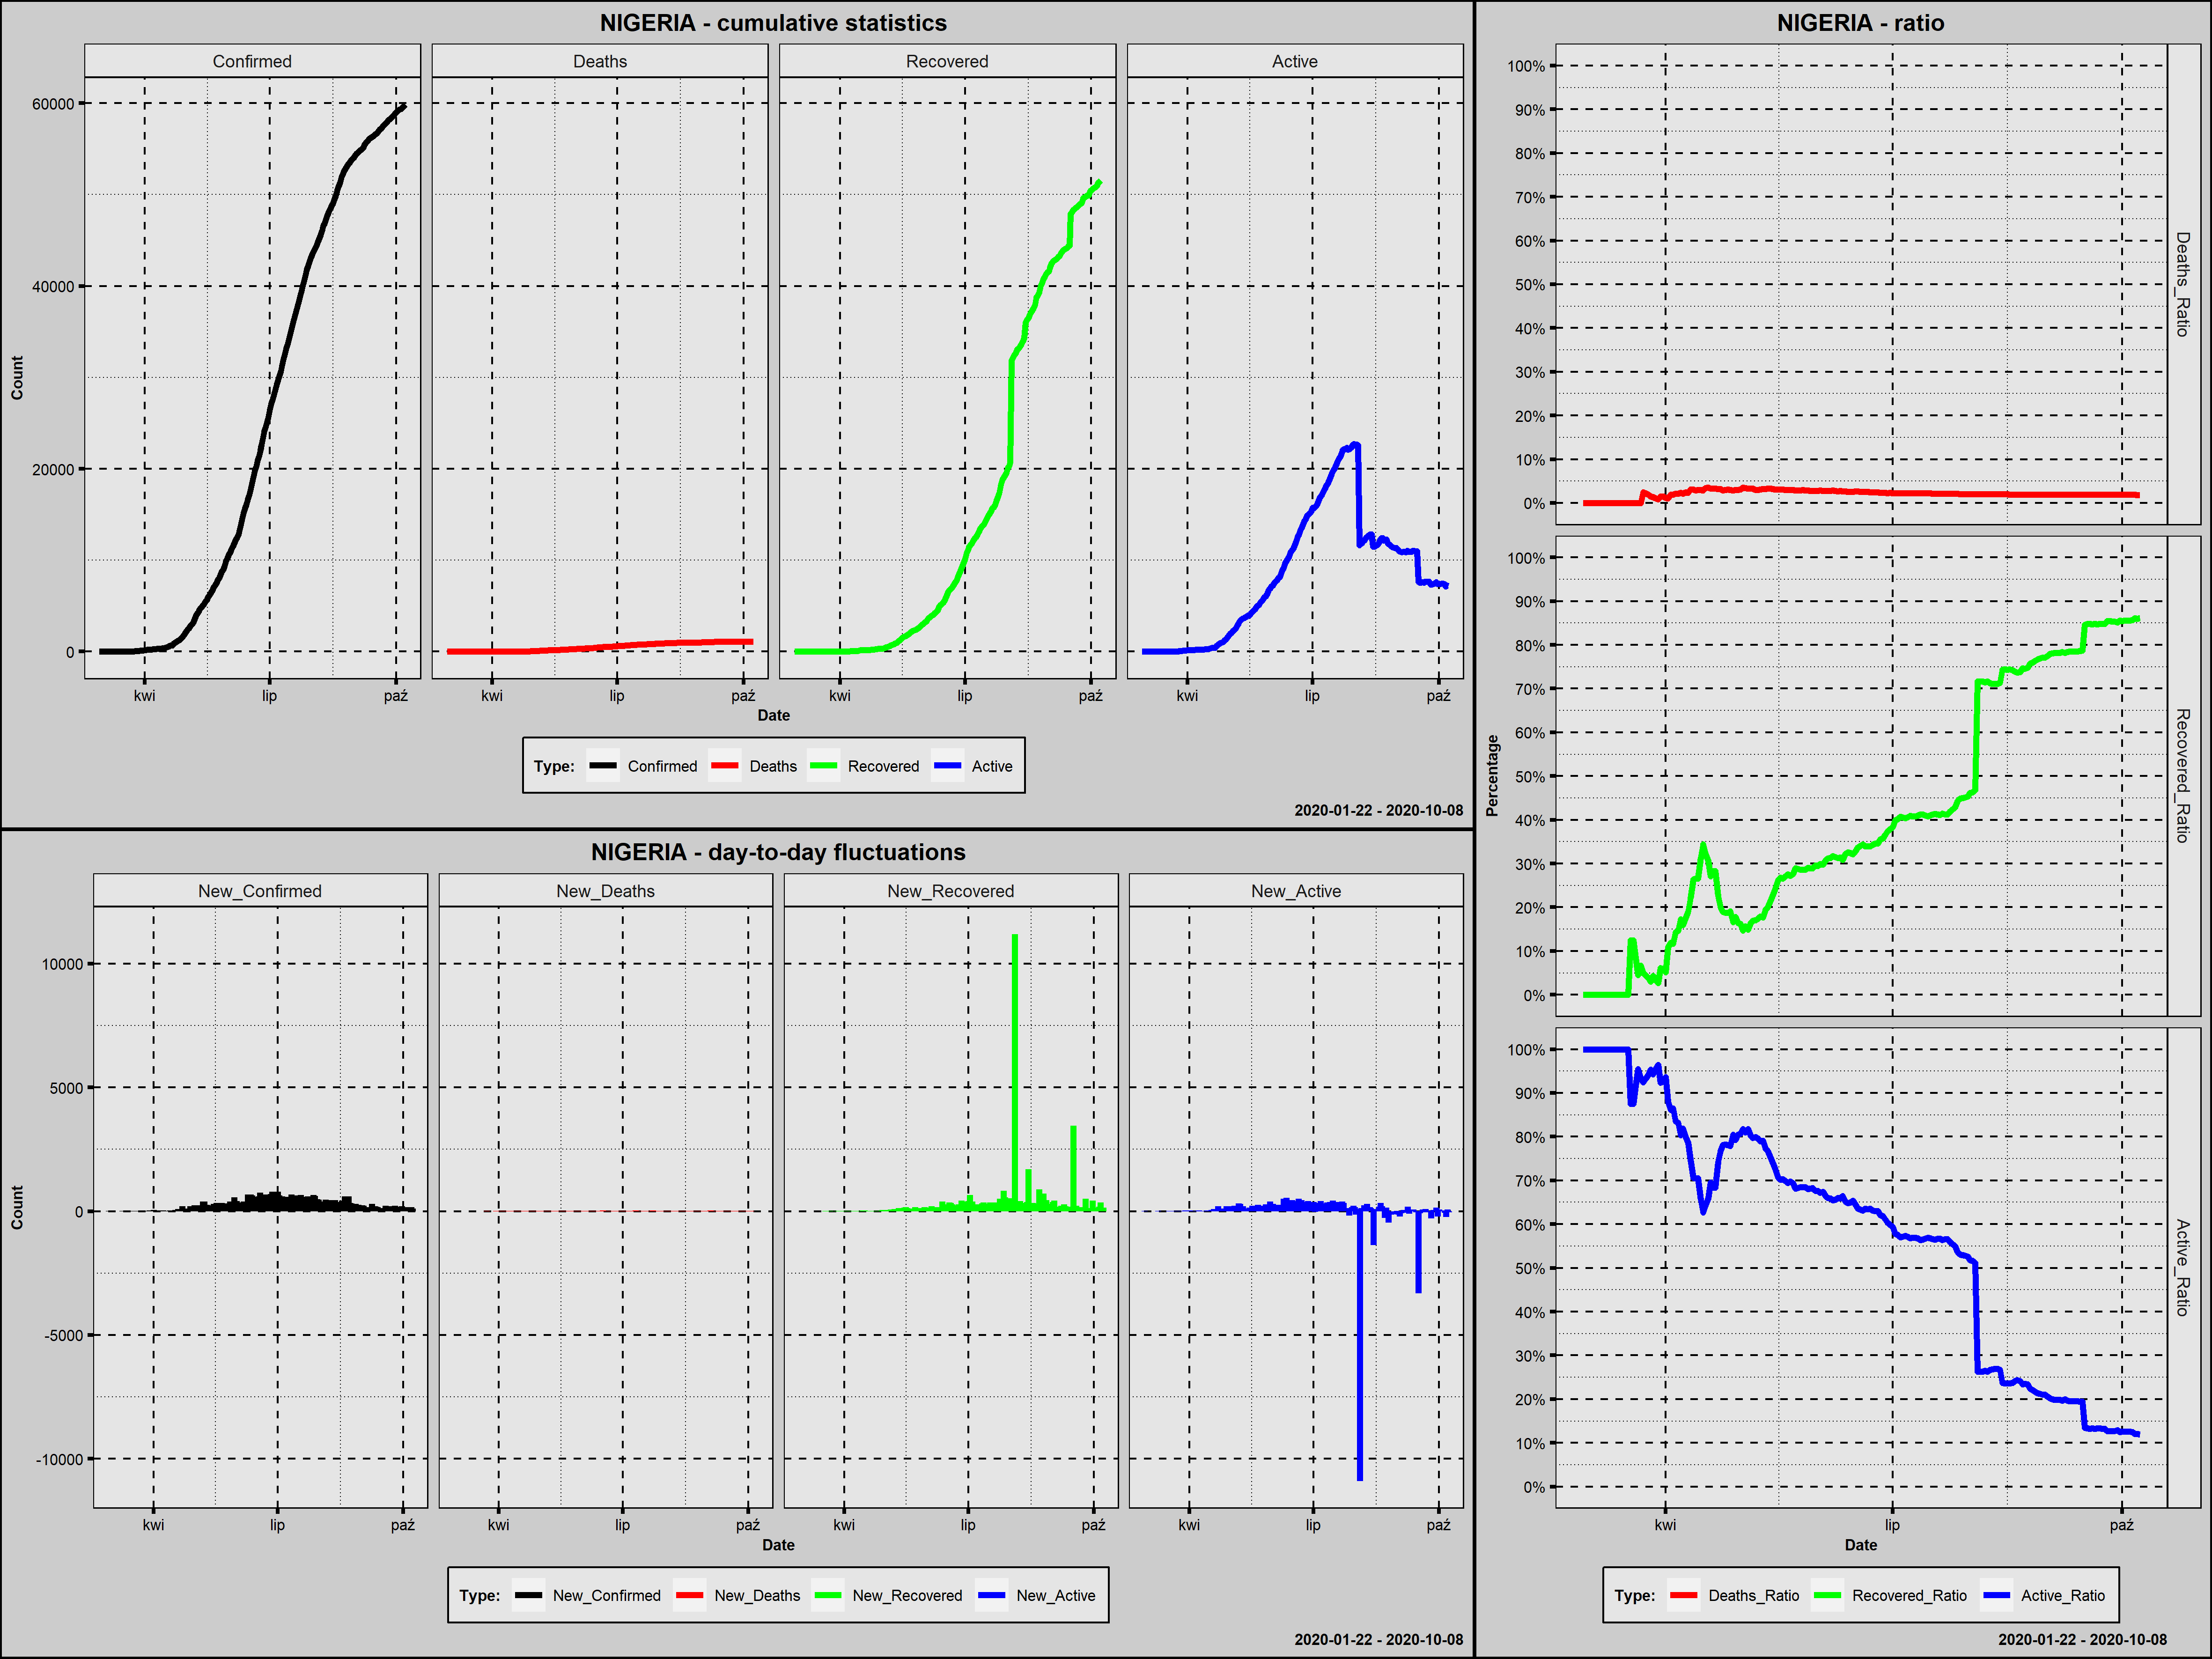 NIGERIA - cumulative statistics
Confirmed Deaths Recovered Active
60000
40000
20000
0
Count
kwi lip paź kwi lip paź kwi lip paź kwi lip paź
Date
Type: Confirmed Deaths Recovered Active
2020-01-22 - 2020-10-08
NIGERIA - day-to-day fluctuations
New_Confirmed New_Deaths New_Recovered New_Active
10000
5000
0
-5000
-10000
Count
kwi lip paź kwi lip paź kwi lip paź kwi lip paź
Date
Type: New_Confirmed New_Deaths New_Recovered New_Active
2020-01-22 - 2020-10-08
NIGERIA - ratio
100%
90%
80%
70%
60%
50%
40%
30%
20%
10%
0%
Deaths_Ratio
100%
90%
80%
70%
60%
50%
40%
30%
20%
10%
0%
Recovered_Ratio
Percentage
100%
90%
80%
70%
60%
50%
40%
30%
20%
10%
0%
Active_Ratio
kwi lip paź
Date
Type: Deaths_Ratio Recovered_Ratio Active_Ratio
2020-01-22 - 2020-10-08